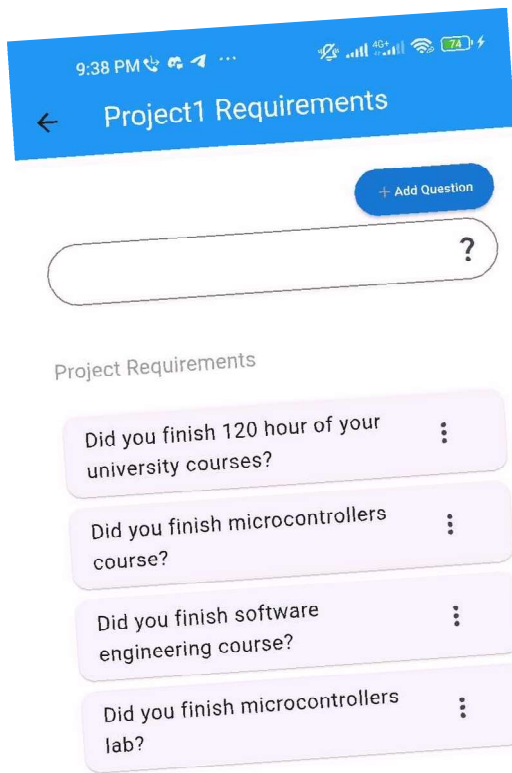 9:38 PM
4G+
74
Project1 Requirements
+ Add Question
?
Project Requirements
Did you finish 120 hour of your
university courses?
Did you finish microcontrollers
course?
Did you finish software
engineering course?
Did you finish microcontrollers
lab?